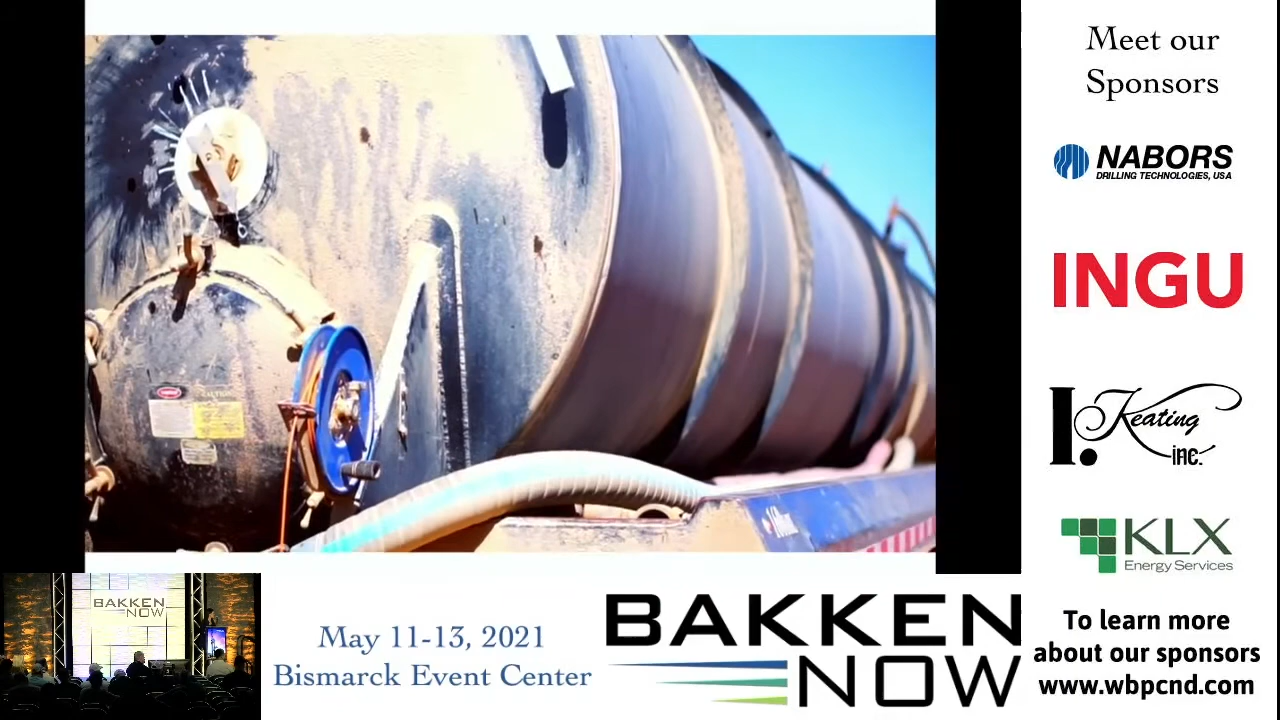 Meet our
Sponsors
NABORS
DRILLING TECHNOLOGIES, USA
INGU
I. Keating
inc.
KLX
Energy Services
To learn more
about our sponsors
www.wbpcnd.com
May 11-13, 2021
Bismarck Event Center
BAKKEN
NOW
BAKKEN
NOW